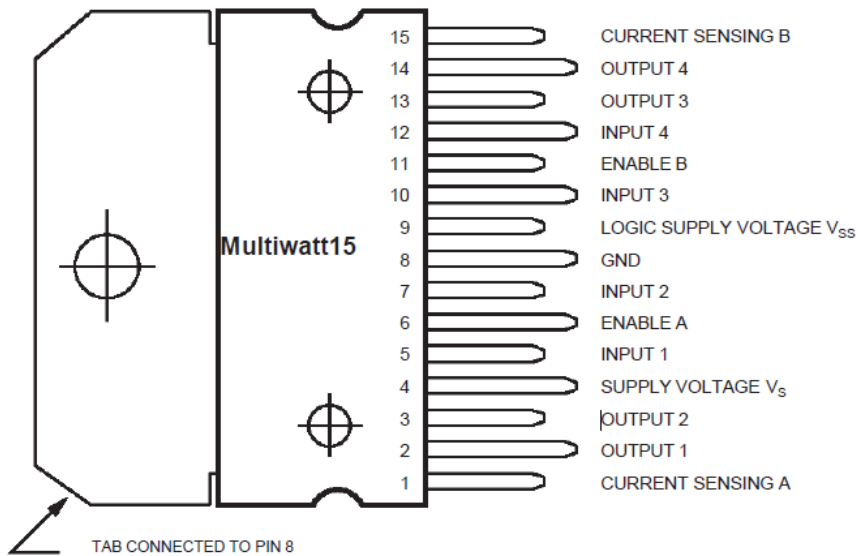 15 CURRENT SENSING B
14 OUTPUT 4
13 OUTPUT 3
12 INPUT 4
11 ENABLE B
10 INPUT 3
9 LOGIC SUPPLY VOLTAGE VSS
Multiwatt15
8 GND
7 INPUT 2
6 ENABLE A
5 INPUT 1
4 SUPPLY VOLTAGE VS
3 OUTPUT 2
2 OUTPUT 1
1 CURRENT SENSING A
TAB CONNECTED TO PIN 8